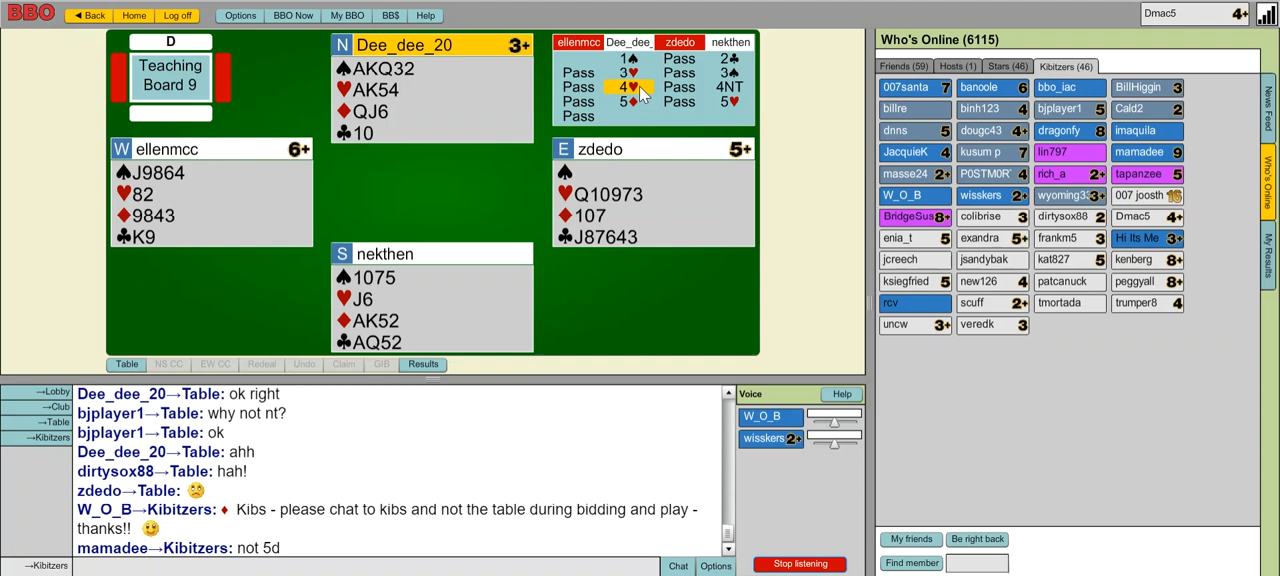 BBO ◄ Back Home Log off Options BBO Now My BBO BB$ Help Dmac5 4+
D
Teaching
Board 9
N Dee_dee_20 3+
♠AKQ32
♥AK54
♦QJ6
♣10
ellenmcc Dee_dee_ zdedo nekthen
1♠ Pass 2♣
Pass 3♥ Pass 3♠
Pass 4♥ Pass 4NT
Pass 5♦ Pass 5♥
Pass
W ellenmcc 6+
♠J9864
♥82
♦9843
♣K9
E zdedo 5+
♠
♥Q10973
♦107
♣J87643
S nekthen
♠1075
♥J6
♦AK52
♣AQ52
Table NS CC EW CC Redeal Undo Claim GIB Results
Who's Online (6115)
Friends (59) Hosts (1) Stars (46) Kibitzers (46)
007santa 7 banoole 6 bbo_iac BillHiggin 3
billre binh123 4 bjplayer1 5 Cald2 2
dnns 5 dougc43 4+ dragonfy 8 imaquila
JacquieK 4 kusum p 7 lin797 mamadee 9
masse24 2+ P0STM0R 4 rich_a 2+ tapanzee 5
W_O_B wisskers 2+ wyoming33 3+ 007 joosth 16
BridgeSus 8+ colibrise 3 dirtysox88 2 Dmac5 4+
enia_t 5 exandra 5+ frankm5 3 Hi Its Me 3+
jcreech jsandybak kat827 5 kenberg 8+
ksiegfried 5 new126 4 patcanuck peggyall 8+
rcv scuff 2+ tmortada trumper8 4
uncw 3+ veredk 3
News Feed
Who's Online
My Results
→Lobby
→Club
→Table
→Kibitzers
Dee_dee_20→Table: ok right
bjplayer1→Table: why not nt?
bjplayer1→Table: ok
Dee_dee_20→Table: ahh
dirtysox88→Table: hah!
zdedo→Table:
W_O_B→Kibitzers: ♦ Kibs - please chat to kibs and not the table during bidding and play -
thanks!!
mamadee→Kibitzers: not 5d
→Kibitzers Chat Options
Voice Help
W_O_B
wisskers 2+
Stop listening
My friends Be right back
Find member